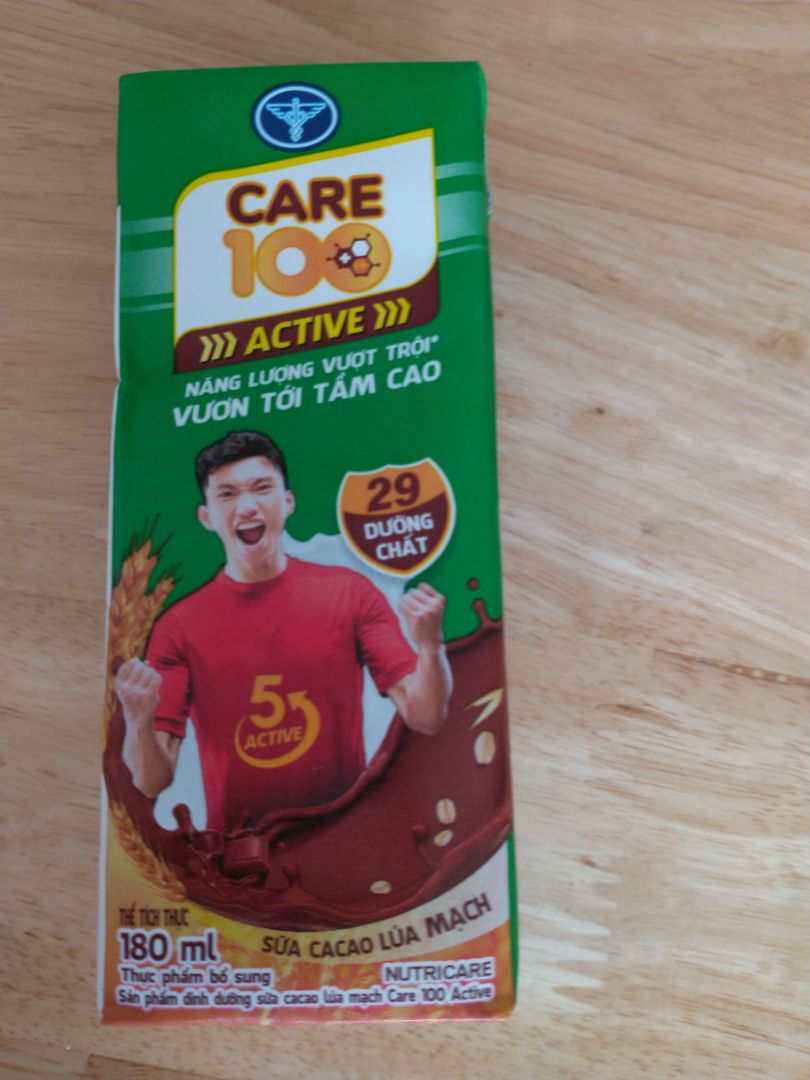 CARE
100
ACTIVE
NĂNG LƯỢNG VƯỢT TRỘI*
VƯƠN TỚI TẦM CAO
29
DƯỠNG
CHẤT
5
ACTIVE
THỂ TÍCH THỰC
180 ml
SỮA CACAO LÚA MẠCH
Thực phẩm bổ sung
NUTRICARE
Sản phẩm dinh dưỡng sữa cacao lúa mạch Care 100 Active